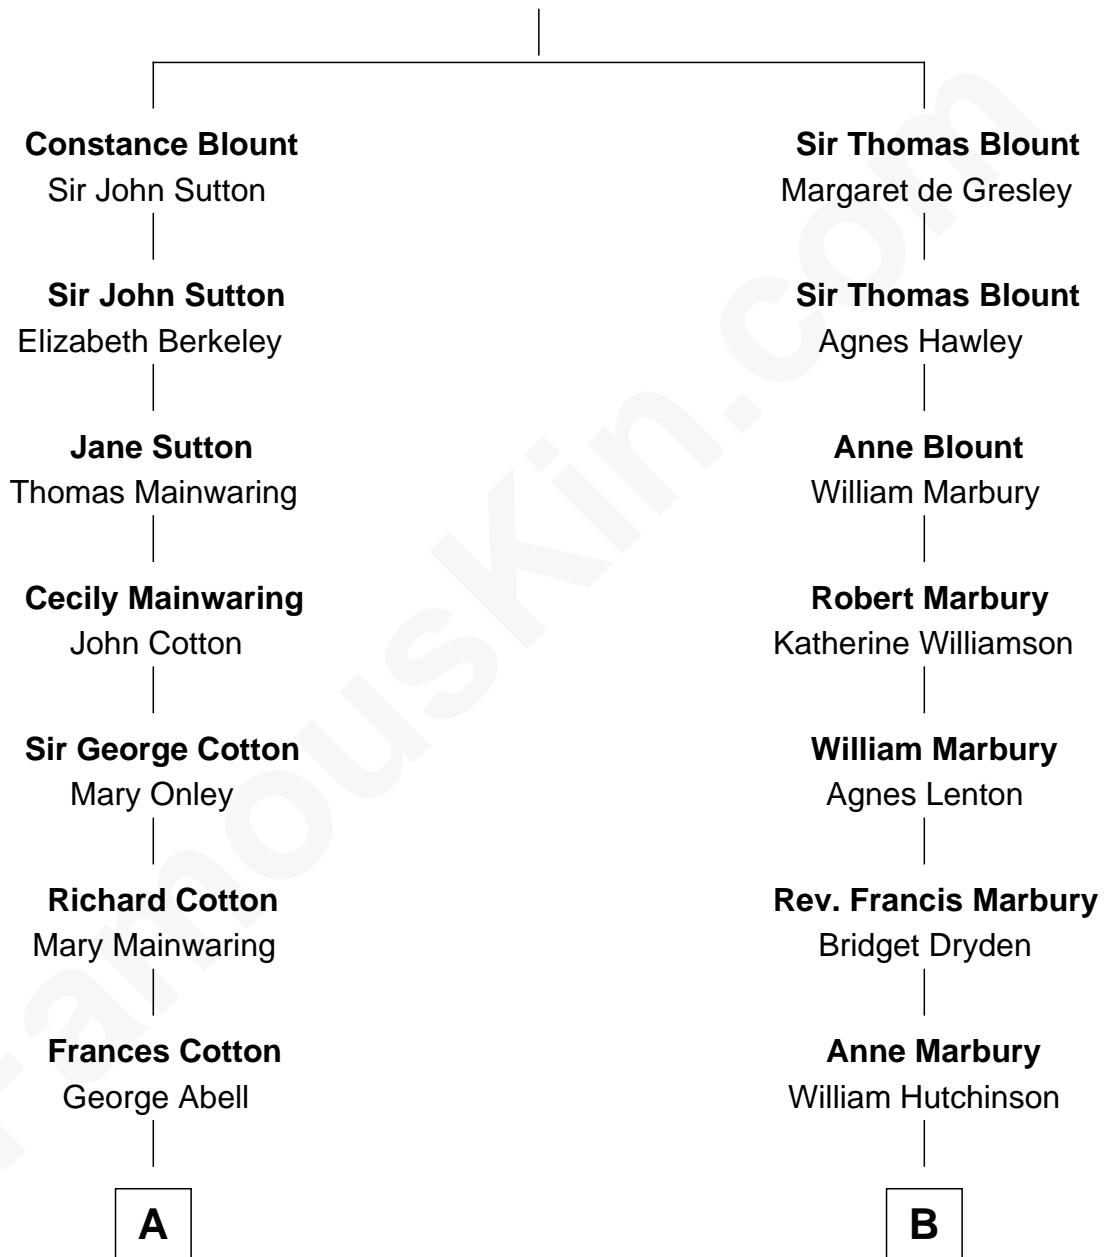 Constance Blount
Sir John Sutton
Sir John Sutton
Elizabeth Berkeley
Jane Sutton
Thomas Mainwaring
Cecily Mainwaring
John Cotton
Sir George Cotton
Mary Onley
Richard Cotton
Mary Mainwaring
Frances Cotton
George Abell
A
Sir Thomas Blount
Margaret de Gresley
Sir Thomas Blount
Agnes Hawley
Anne Blount
William Marbury
Robert Marbury
Katherine Williamson
William Marbury
Agnes Lenton
Rev. Francis Marbury
Bridget Dryden
Anne Marbury
William Hutchinson
B
FamousKin.com